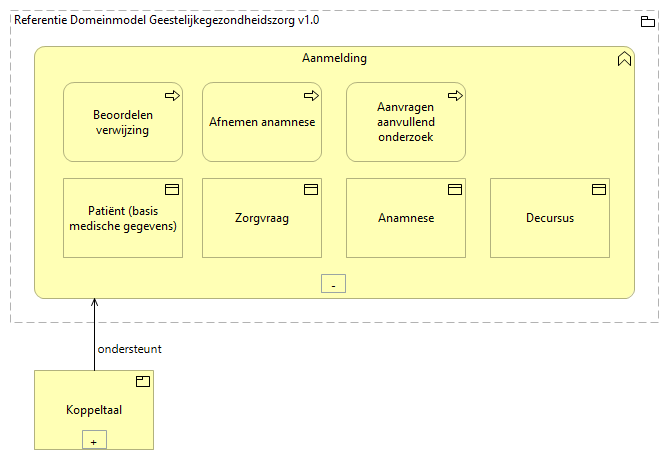 Referentie Domeinmodel Geestelijkegezondheidszorg v1.0
Aanmelding
Beoordelen
verwijzing
Afnemen anamnese
Aanvragen
aanvullend
onderzoek
Patiënt (basis
medische gegevens)
Zorgvraag
Anamnese
Decursus
-
ondersteunt
Koppeltaal
+